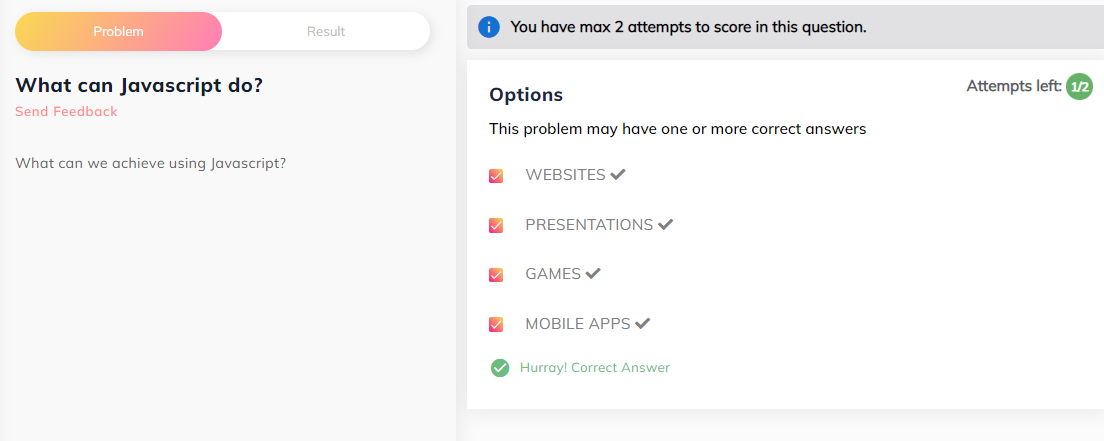 Problem
Result
What can Javascript do?
Send Feedback
What can we achieve using Javascript?
You have max 2 attempts to score in this question.
Attempts left: 1/2
Options
This problem may have one or more correct answers
WEBSITES
PRESENTATIONS
GAMES
MOBILE APPS
Hurray! Correct Answer